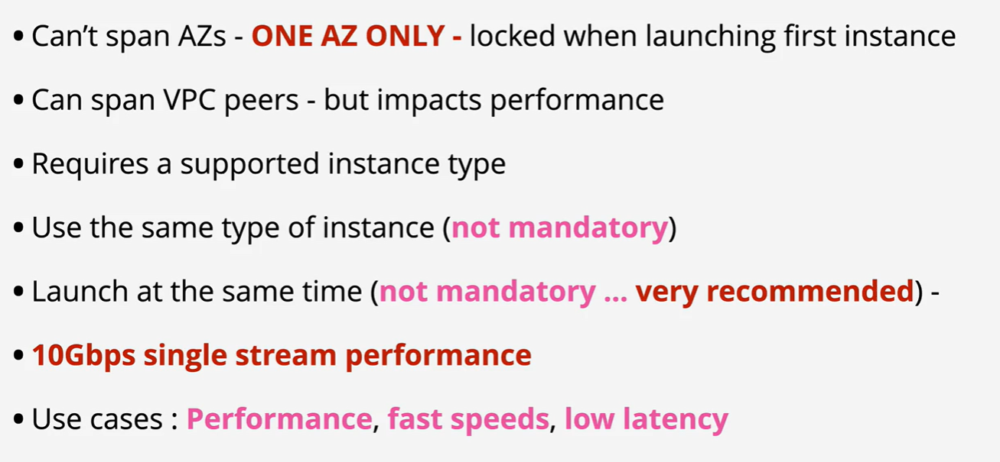 • Can’t span AZs - ONE AZ ONLY - locked when launching first instance
• Can span VPC peers - but impacts performance
• Requires a supported instance type
• Use the same type of instance (not mandatory)
• Launch at the same time (not mandatory ... very recommended) -
• 10Gbps single stream performance
• Use cases : Performance, fast speeds, low latency